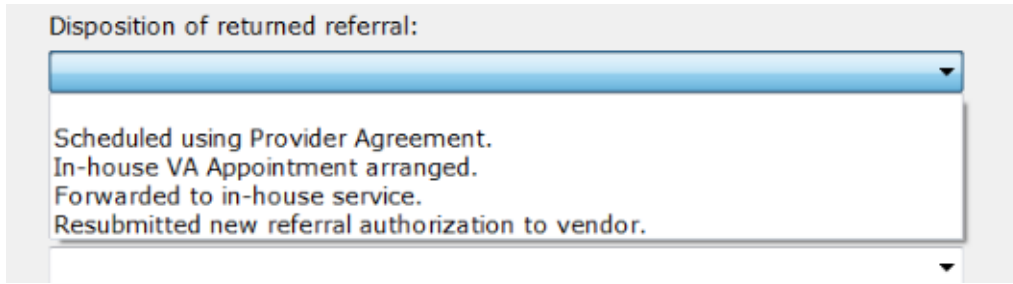 Disposition of returned referral:
Scheduled using Provider Agreement.
In-house VA Appointment arranged.
Forwarded to in-house service.
Resubmitted new referral authorization to vendor.